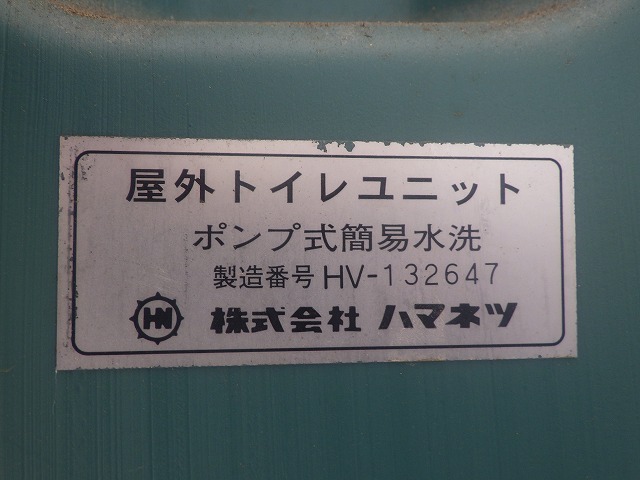 屋外トイレユニット
ポンプ式簡易水洗
製造番号 HV-132647
HN 株式会社 ハマネツ